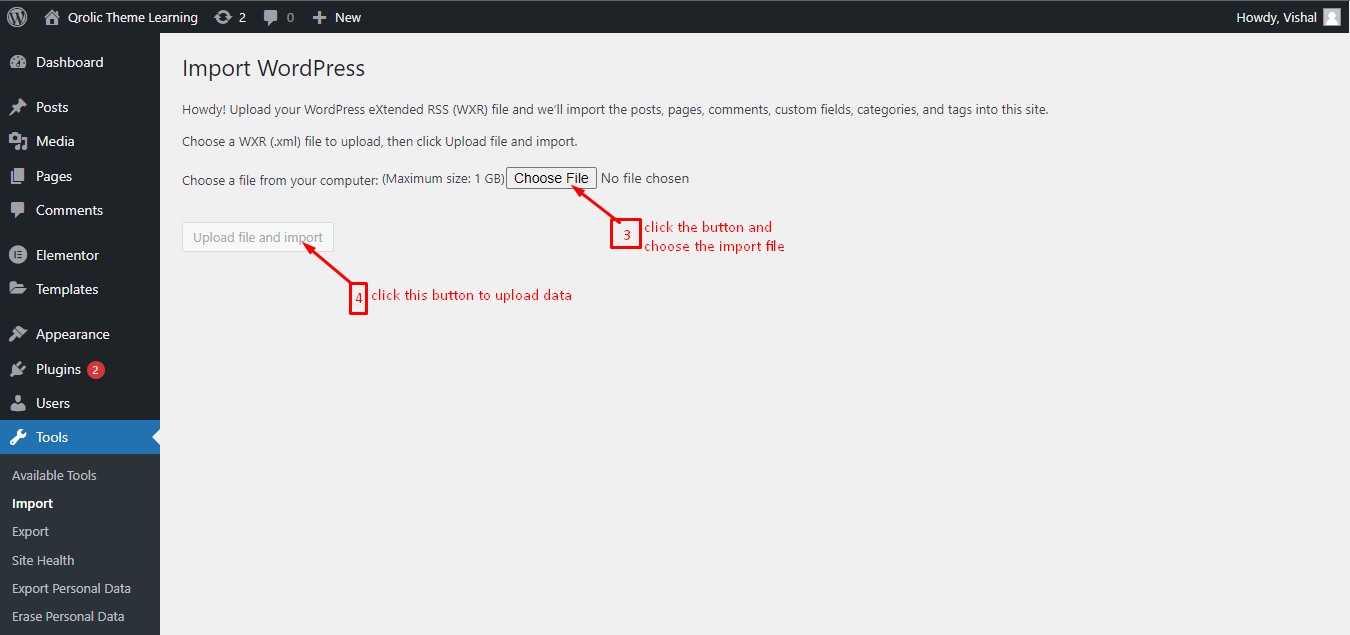 Qrolic Theme Learning 2 0 New Howdy, Vishal
Dashboard
Posts
Media
Pages
Comments
Elementor
Templates
Appearance
Plugins 2
Users
Tools
Available Tools
Import
Export
Site Health
Export Personal Data
Erase Personal Data
Import WordPress
Howdy! Upload your WordPress eXtended RSS (WXR) file and we’ll import the posts, pages, comments, custom fields, categories, and tags into this site.
Choose a WXR (.xml) file to upload, then click Upload file and import.
Choose a file from your computer: (Maximum size: 1 GB) Choose File No file chosen
3 click the button and
choose the import file
Upload file and import
4 click this button to upload data